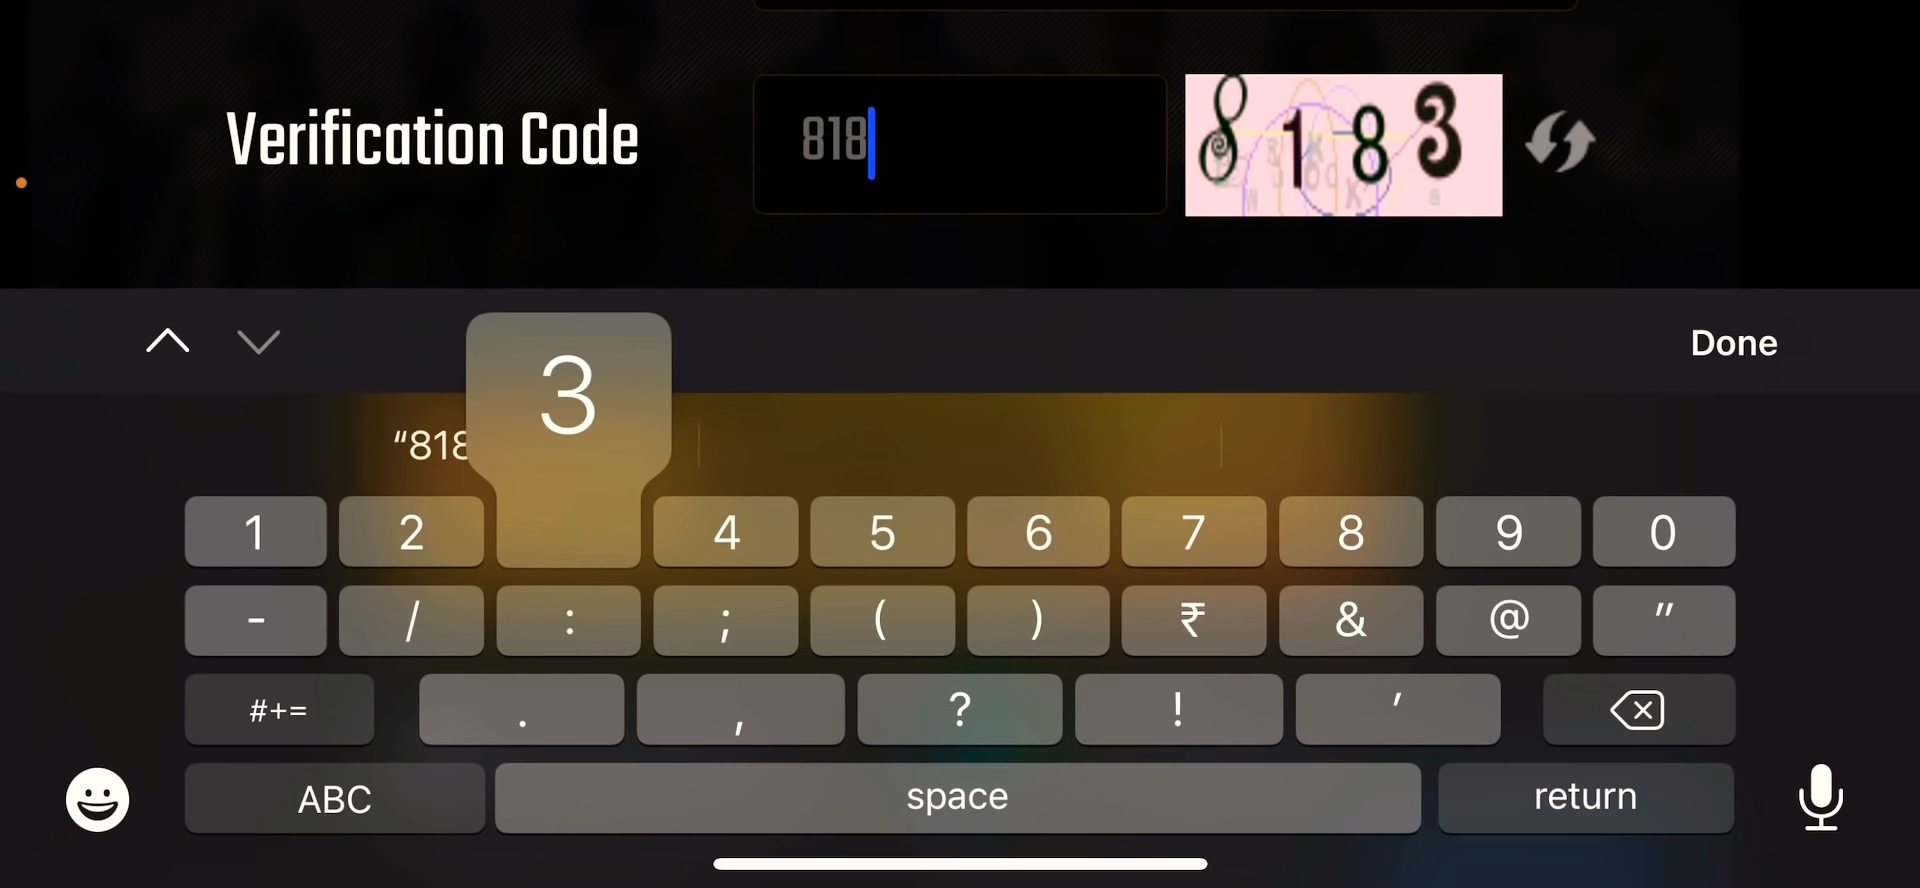 Verification Code
818
8183
Done
3
“818
1 2 4 5 6 7 8 9 0
- / : ; ( ) ₹ & @ "
#+= . , ? ! '
ABC space return